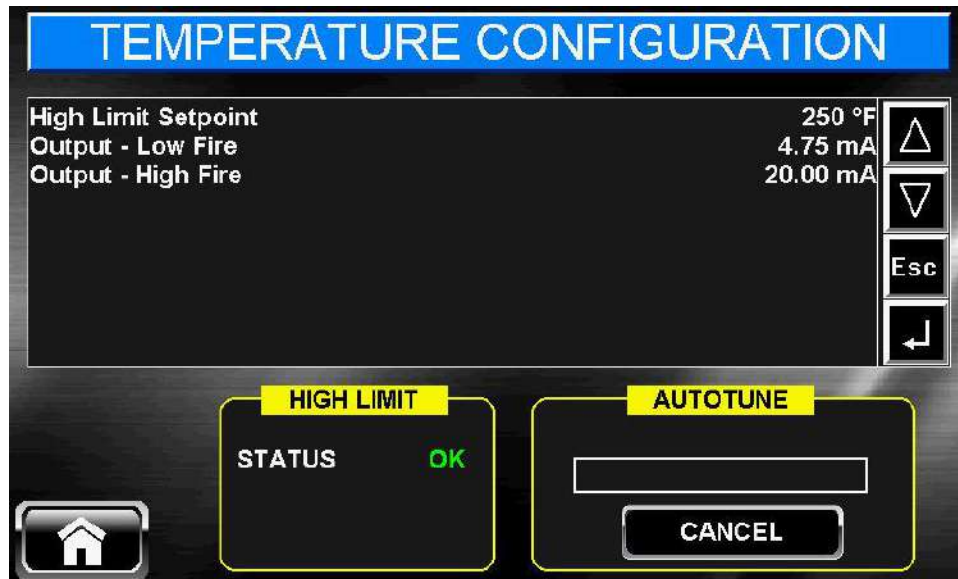 TEMPERATURE CONFIGURATION
High Limit Setpoint 250 °F
Output - Low Fire 4.75 mA
Output - High Fire 20.00 mA
Esc
HIGH LIMIT
STATUS OK
AUTOTUNE
CANCEL